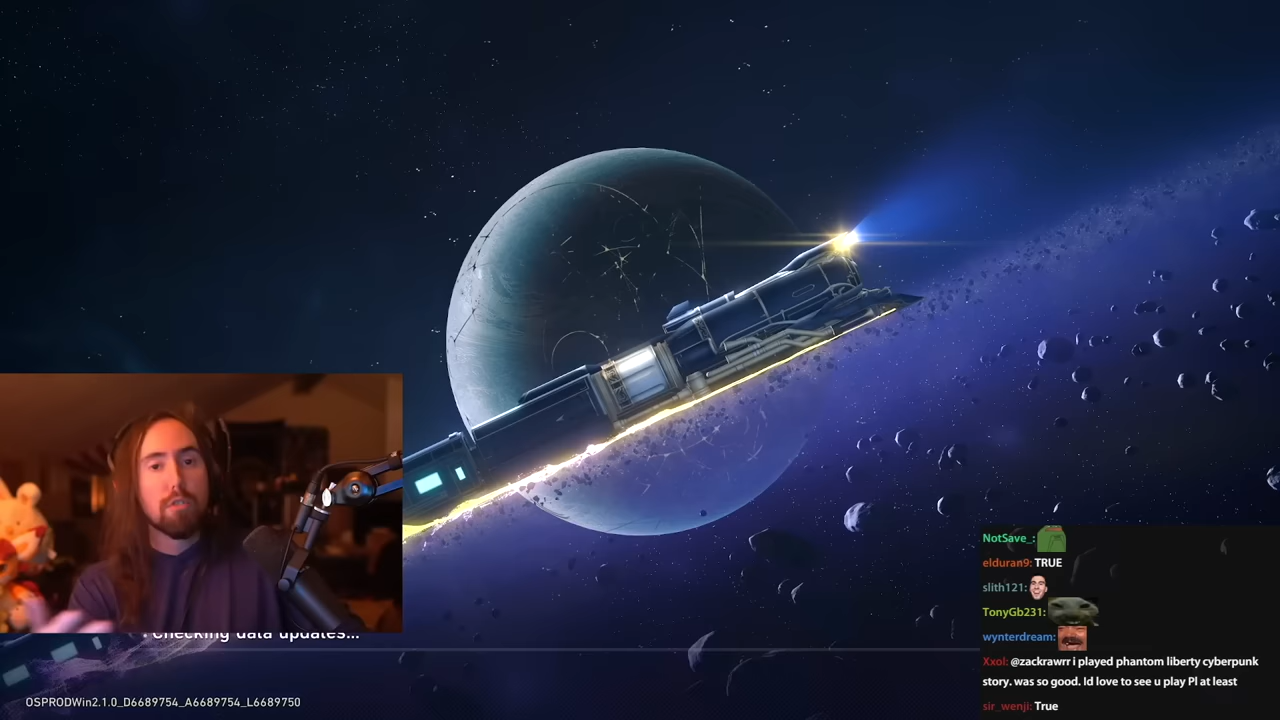 NotSave_:
elduran9: TRUE
slith121:
TonyGb231:
wynterdream:
Xxol: @zackrawrr i played phantom liberty cyberpunk
story. was so good. Id love to see u play Pl at least
sir_wenji: True
Checking data updates...
OSPRODWin2.1.0_D6689754_A6689754_L6689750